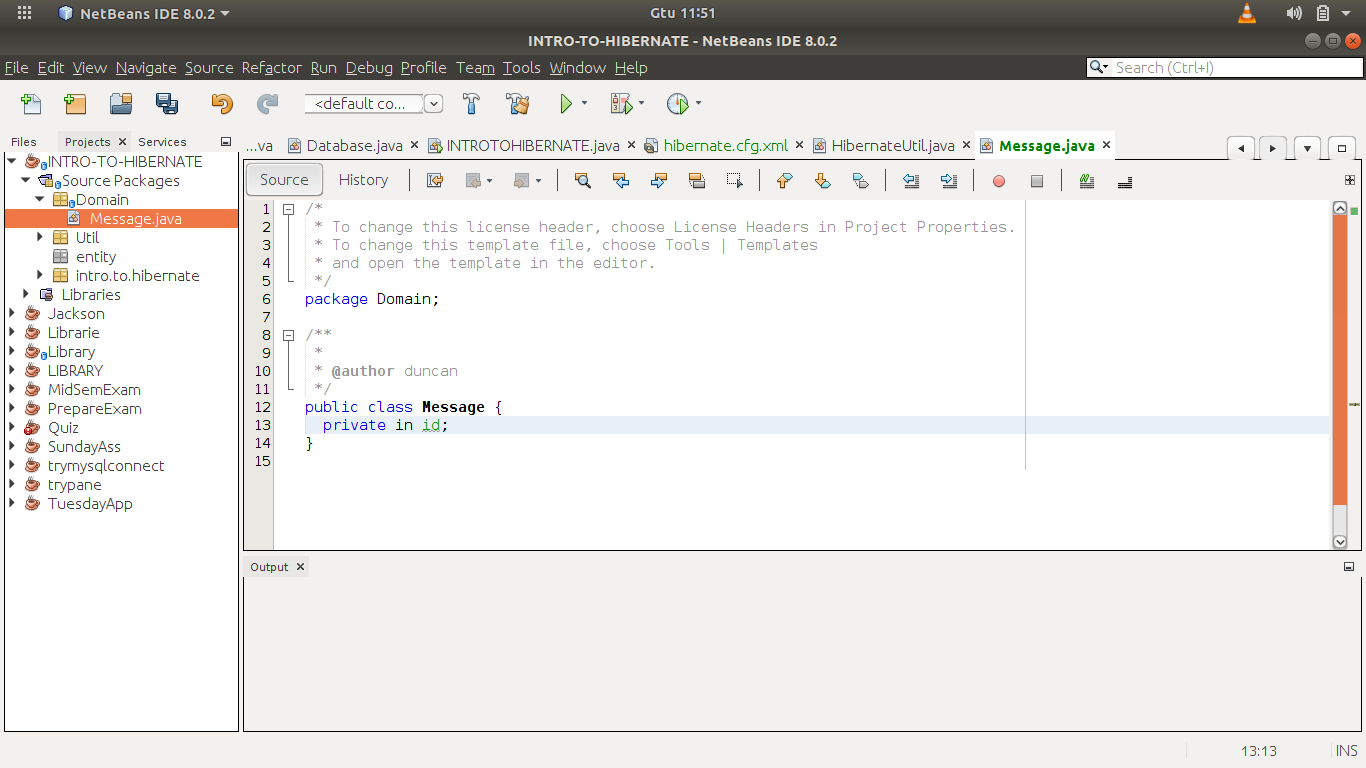 NetBeans IDE 8.0.2
Gtu 11:51
INTRO-TO-HIBERNATE - NetBeans IDE 8.0.2
File Edit View Navigate Source Refactor Run Debug Profile Team Tools Window Help
Search (Ctrl+I)
<default co...
Files Projects Services
INTRO-TO-HIBERNATE
Source Packages
Domain
Message.java
Util
entity
intro.to.hibernate
Libraries
Jackson
Librarie
Library
LIBRARY
MidSemExam
PrepareExam
Quiz
SundayAss
trymysqlconnect
trypane
TuesdayApp
...va Database.java INTROTOHIBERNATE.java hibernate.cfg.xml HibernateUtil.java Message.java
Source History
1 /*
2 * To change this license header, choose License Headers in Project Properties.
3 * To change this template file, choose Tools | Templates
4 * and open the template in the editor.
5 */
6 package Domain;
7
8 /**
9 *
10 * @author duncan
11 */
12 public class Message {
13 private in id;
14 }
15
Output
13:13 INS